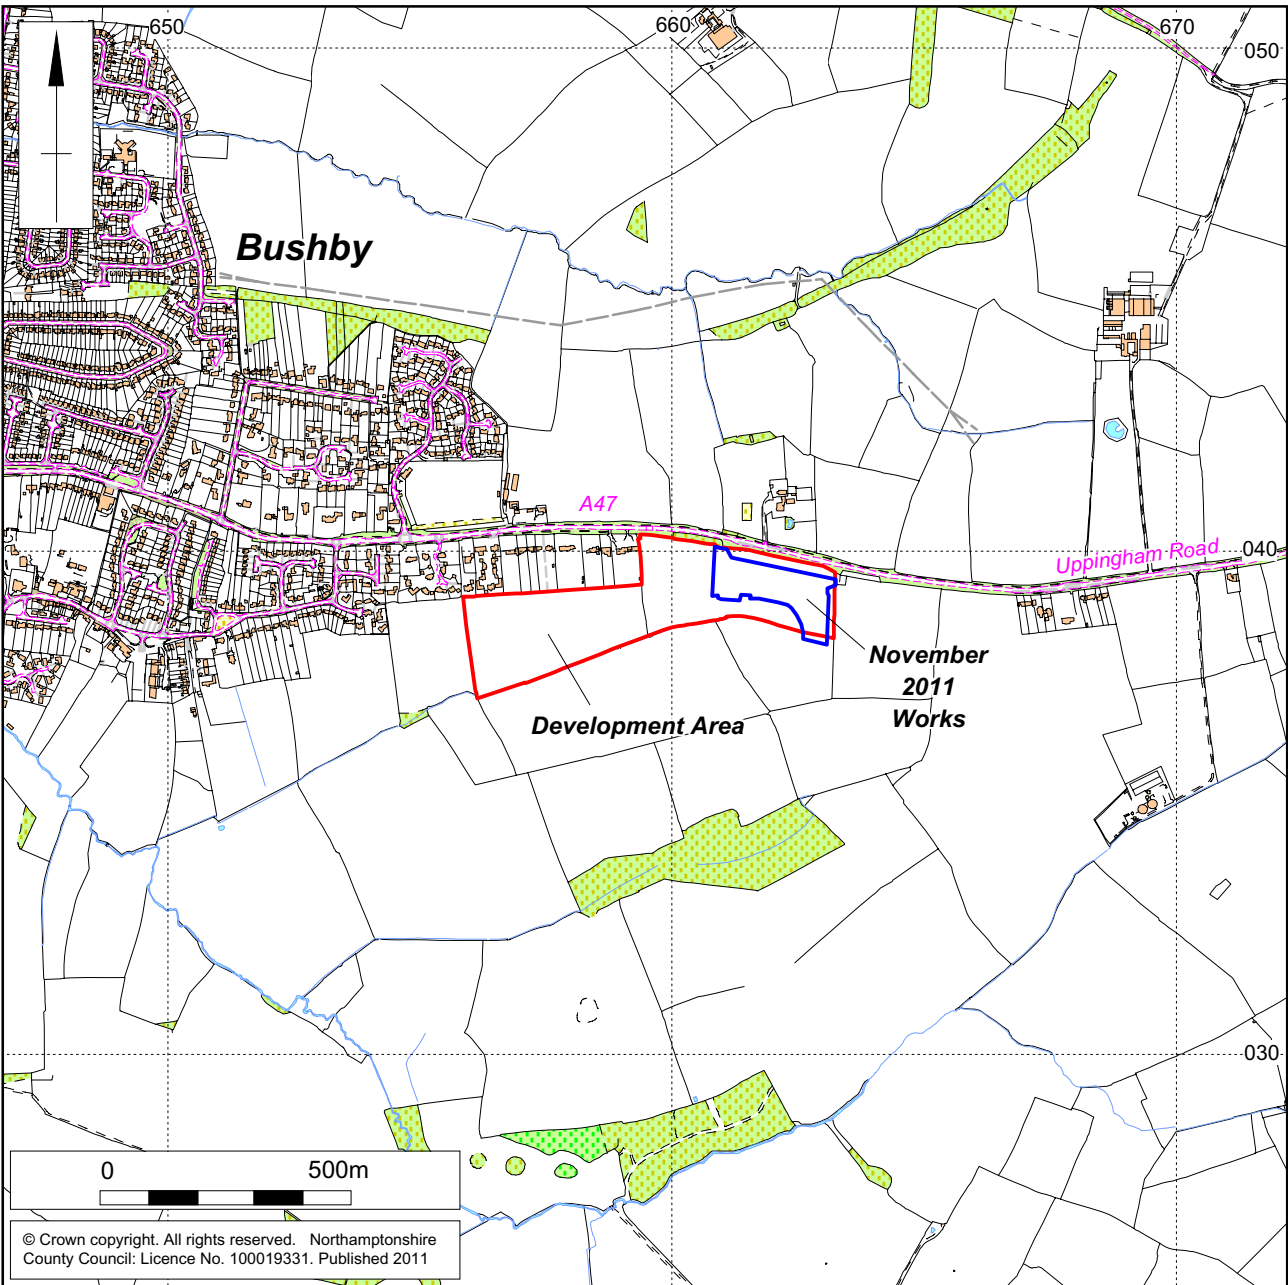 650
660
670
050
Bushby
A47
040
Uppingham Road
November
2011
Works
Development Area
030
0
500m
© Crown copyright. All rights reserved. Northamptonshire
County Council: Licence No. 100019331. Published 2011